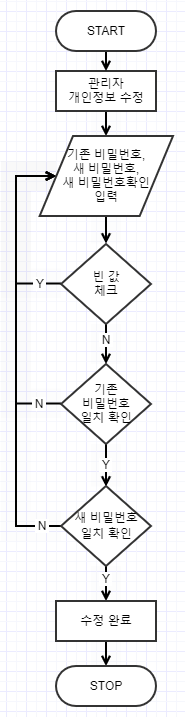 START
관리자
개인정보 수정
기존 비밀번호,
새 비밀번호,
새 비밀번호확인
입력
빈 값
체크
Y
N
기존
비밀번호
일치 확인
N
Y
새 비밀번호
일치 확인
N
Y
수정 완료
STOP